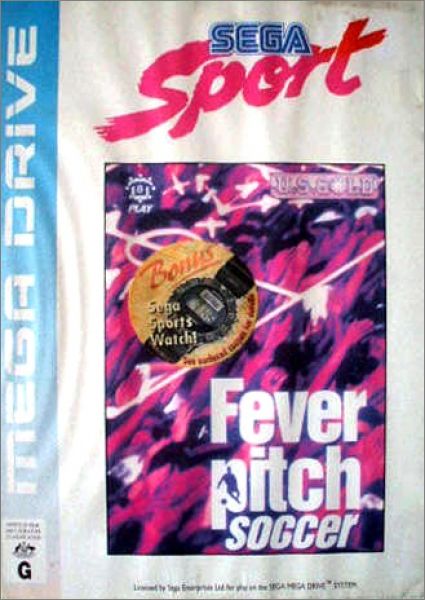 SEGA
Sport
MEGA DRIVE
U.S. GOLD
PLAY
Bonus
Sega
Sports
Watch!
Fever
pitch
soccer
G
Licensed by Sega Enterprises Ltd for play on the SEGA MEGA DRIVE™ SYSTEM.